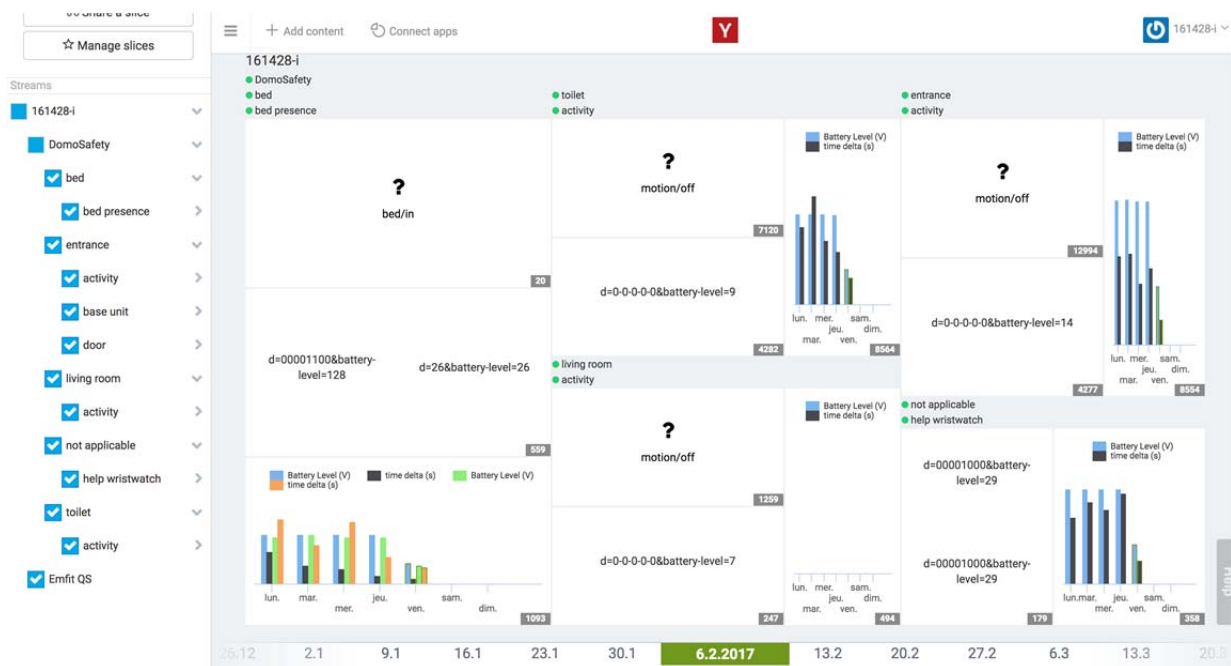 Share a slice
☆ Manage slices
Streams
161428-i
DomoSafety
bed
bed presence
entrance
activity
base unit
door
living room
activity
not applicable
help wristwatch
toilet
activity
Emfit QS
+ Add content
Connect apps
Y
161428-i
161428-i
DomoSafety
bed
bed presence
?
bed/in
20
d=00001100&battery-
level=128
d=26&battery-level=26
559
Battery Level (V)
time delta (s)
time delta (s)
Battery Level (V)
lun.
mar.
mer.
jeu.
ven.
sam.
dim.
1093
toilet
activity
?
motion/off
7120
d=0-0-0-0-0&battery-level=9
4282
Battery Level (V)
time delta (s)
lun.
mar.
mer.
jeu.
ven.
sam.
dim.
8564
living room
activity
?
motion/off
1259
d=0-0-0-0-0&battery-level=7
247
Battery Level (V)
time delta (s)
lun.
mar.
mer.
jeu.
ven.
sam.
dim.
494
entrance
activity
?
motion/off
12994
d=0-0-0-0-0&battery-level=14
4277
Battery Level (V)
time delta (s)
lun.
mar.
mer.
jeu.
ven.
sam.
dim.
8554
not applicable
help wristwatch
d=00001000&battery-
level=29
d=00001000&battery-
level=29
179
Battery Level (V)
time delta (s)
lun.
mar.
mer.
jeu.
ven.
sam.
dim.
358
Help
26.12 2.1 9.1 16.1 23.1 30.1 6.2.2017 13.2 20.2 27.2 6.3 13.3